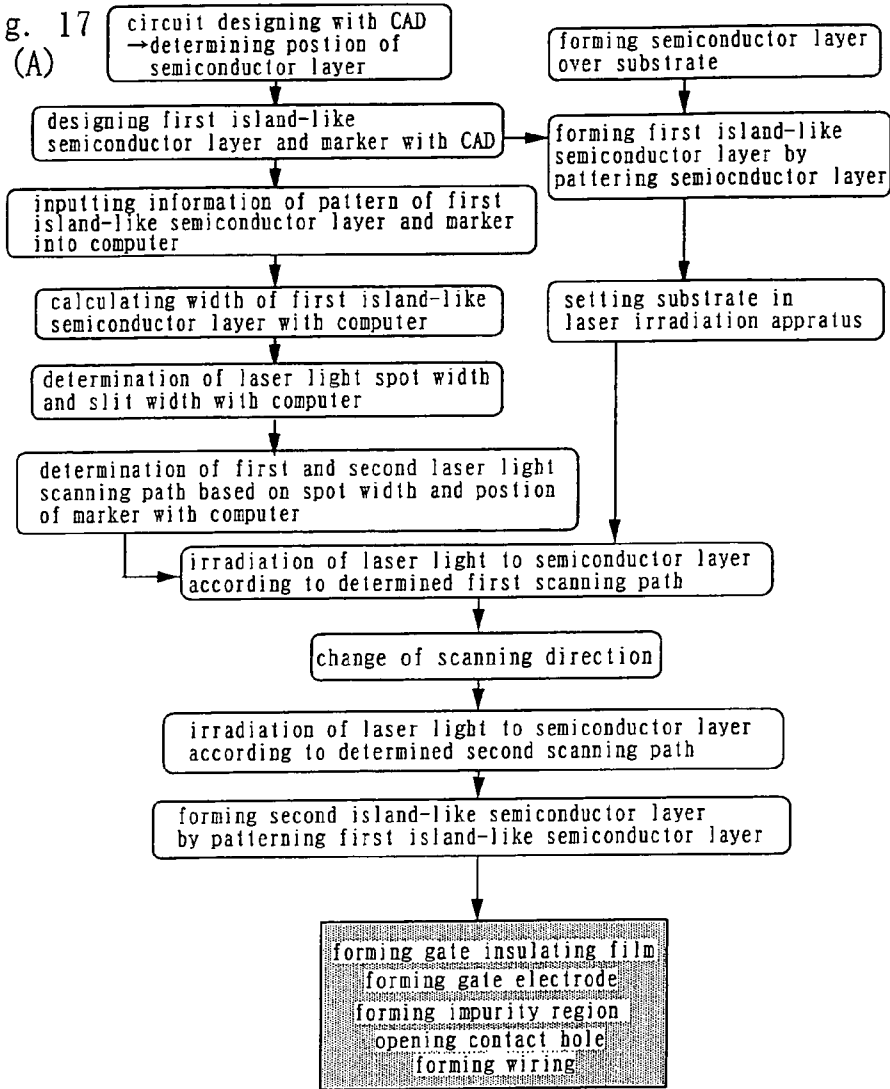 g. 17
(A)
circuit designing with CAD
→determining postion of
semiconductor layer
forming semiconductor layer
over substrate
designing first island-like
semiconductor layer and marker with CAD
forming first island-like
semiconductor layer by
pattering semiocnductor layer
inputting information of pattern of first
island-like semiconductor layer and marker
into computer
calculating width of first island-like
semiconductor layer with computer
setting substrate in
laser irradiation appratus
determination of laser light spot width
and slit width with computer
determination of first and second laser light
scanning path based on spot width and postion
of marker with computer
irradiation of laser light to semiconductor layer
according to determined first scanning path
change of scanning direction
irradiation of laser light to semiconductor layer
according to determined second scanning path
forming second island-like semiconductor layer
by patterning first island-like semiconductor layer
forming gate insulating film
forming gate electrode
forming impurity region
opening contact hole
forming wiring